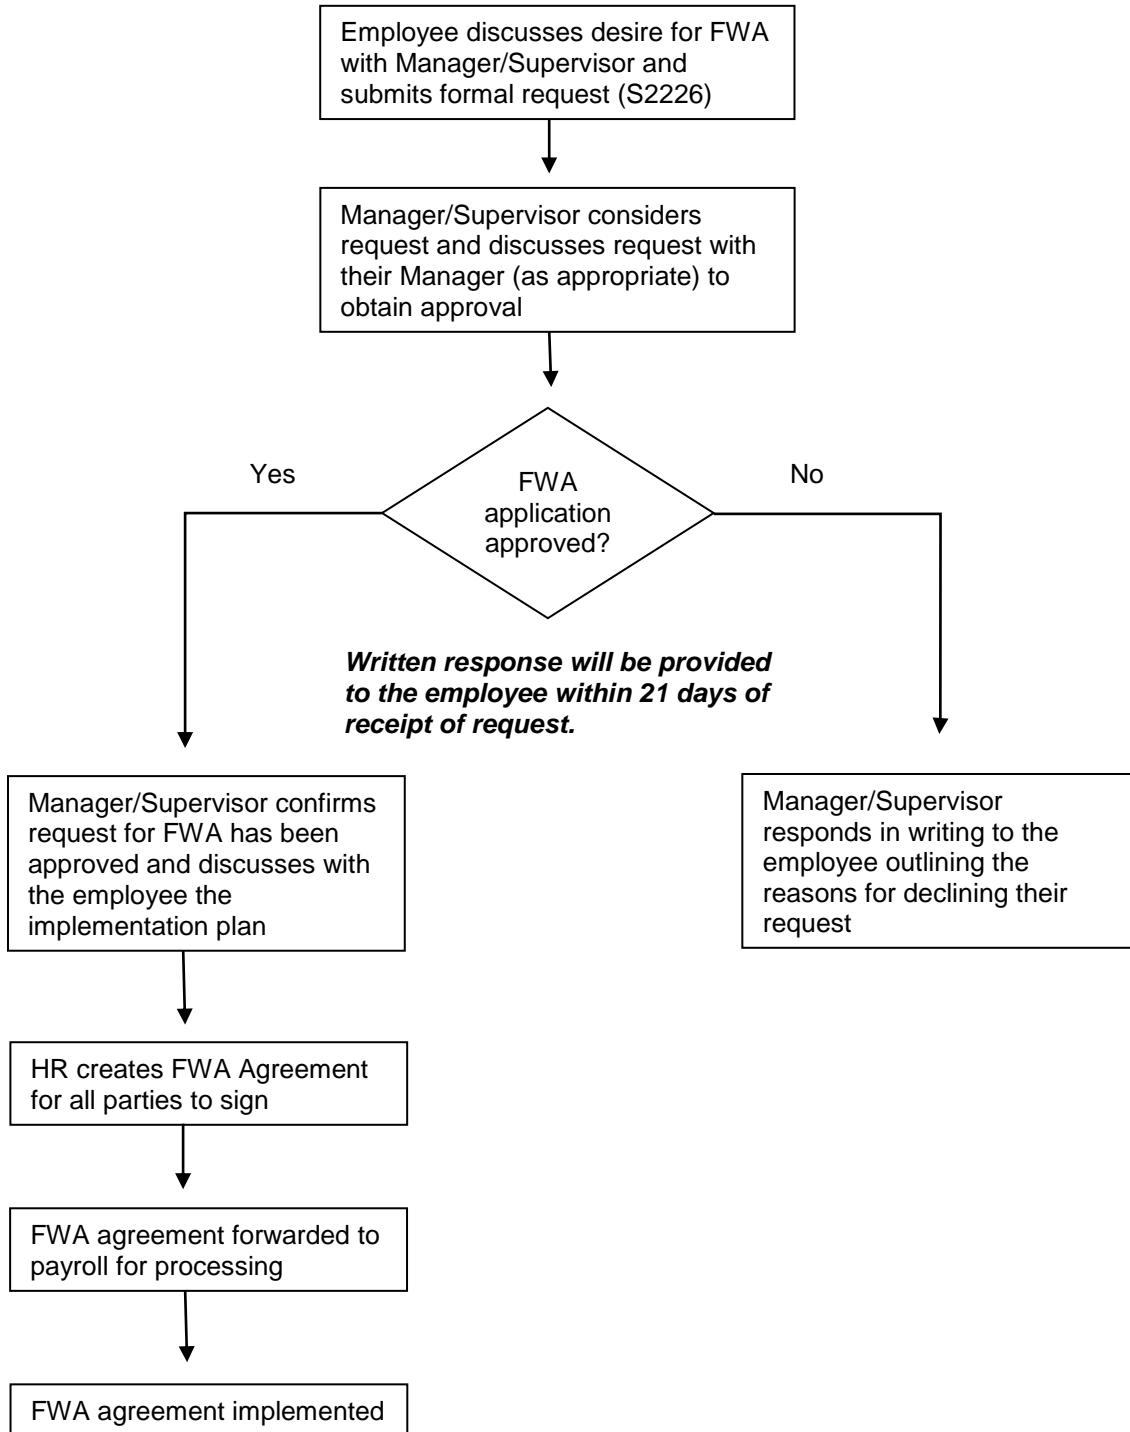 Employee discusses desire for FWA
with Manager/Supervisor and
submits formal request (S2226)
Manager/Supervisor considers
request and discusses request with
their Manager (as appropriate) to
obtain approval
Yes
FWA
application
approved?
No
Written response will be provided
to the employee within 21 days of
receipt of request.
Manager/Supervisor confirms
request for FWA has been
approved and discusses with
the employee the
implementation plan
Manager/Supervisor
responds in writing to the
employee outlining the
reasons for declining their
request
HR creates FWA Agreement
for all parties to sign
FWA agreement forwarded to
payroll for processing
FWA agreement implemented